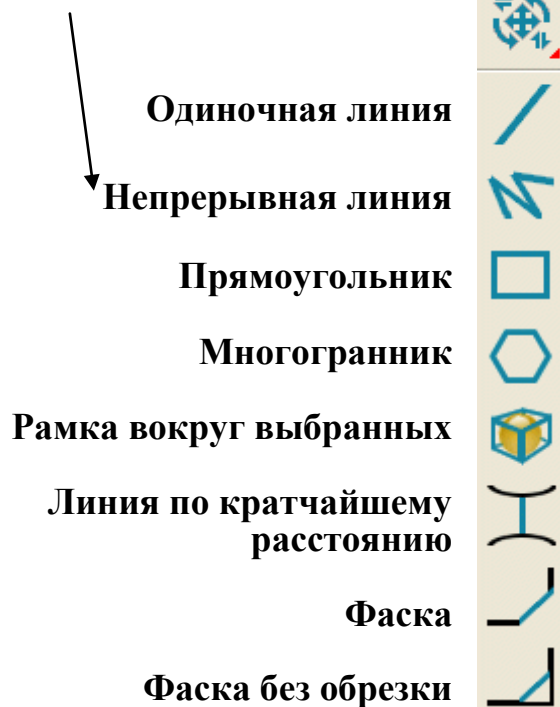 Одиночная линия
Непрерывная линия
Прямоугольник
Многогранник
Рамка вокруг выбранных
Линия по кратчайшему
расстоянию
Фаска
Фаска без обрезки